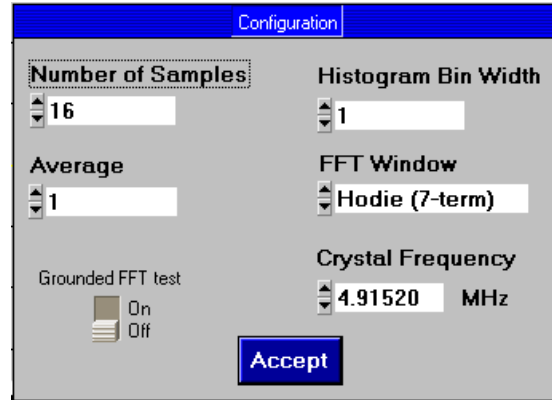 Configuration
Number of Samples
16
Histogram Bin Width
1
Average
1
FFT Window
Hodie (7-term)
Grounded FFT test
On
Off
Crystal Frequency
4.91520 MHz
Accept